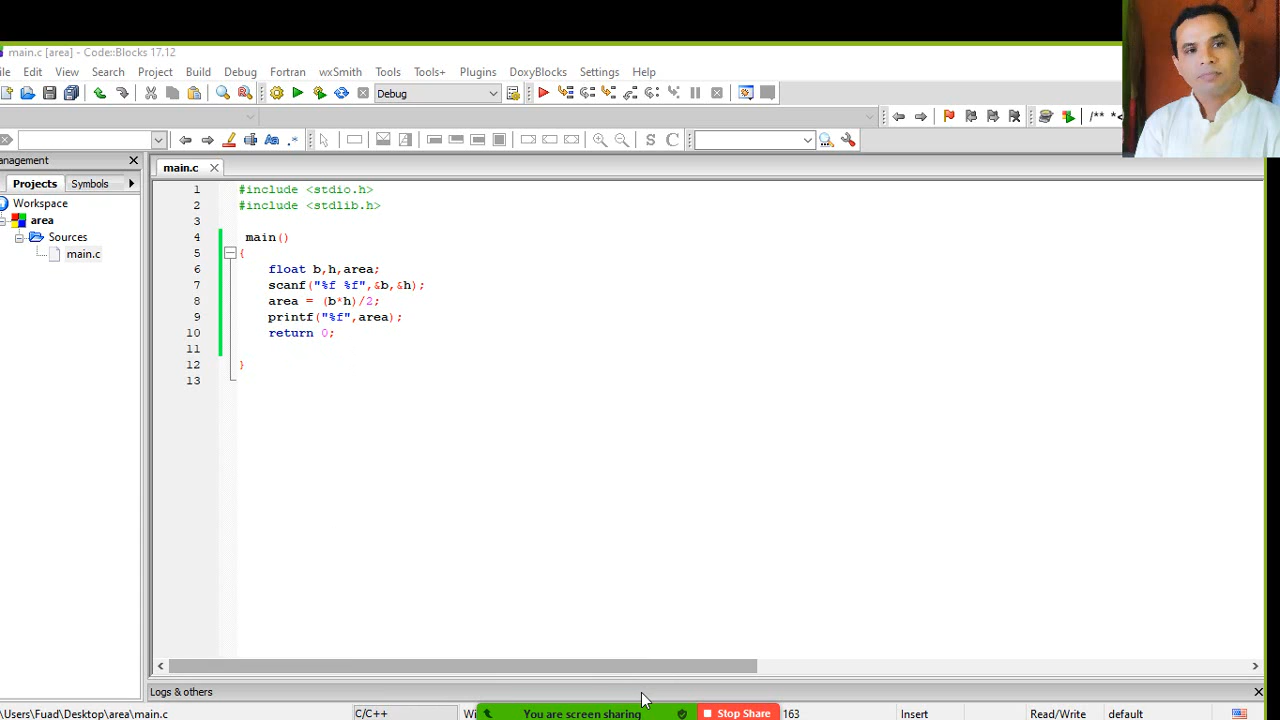 main.c [area] - Code::Blocks 17.12
ile Edit View Search Project Build Debug Fortran wxSmith Tools Tools+ Plugins DoxyBlocks Settings Help
Debug
/** *<
S C
anagement
Projects Symbols
Workspace
area
Sources
main.c
main.c
1 #include <stdio.h>
2 #include <stdlib.h>
3
4 main()
5 {
6 float b,h,area;
7 scanf("%f %f",&b,&h);
8 area = (b*h)/2;
9 printf("%f",area);
10 return 0;
11
12 }
13
Logs & others
\Users\Fuad\Desktop\area\main.c C/C++ Wi You are screen sharing Stop Share 163 Insert Read/Write default